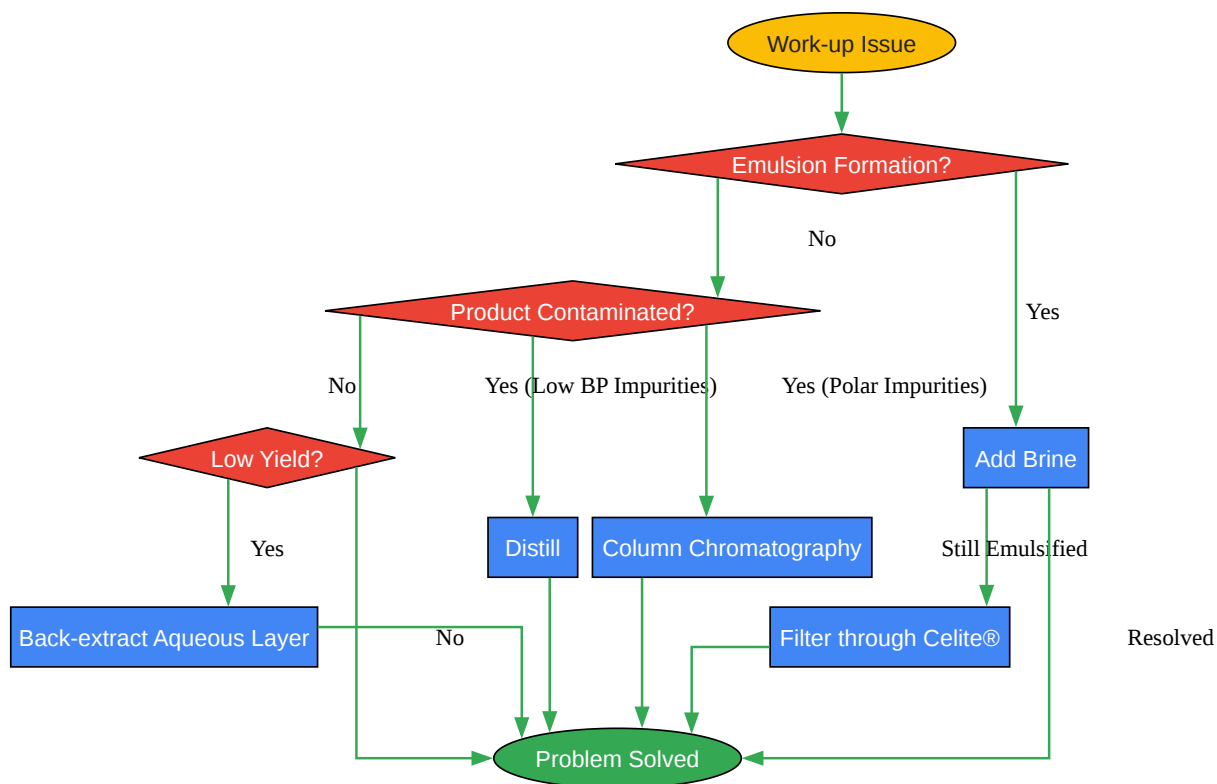 Work-up Issue
Emulsion Formation?
No
Product Contaminated?
Yes
No
Yes (Low BP Impurities)
Yes (Polar Impurities)
Low Yield?
Add Brine
Yes
Distill
Column Chromatography
Still Emulsified
Back-extract Aqueous Layer
No
Filter through Celite®
Resolved
Problem Solved